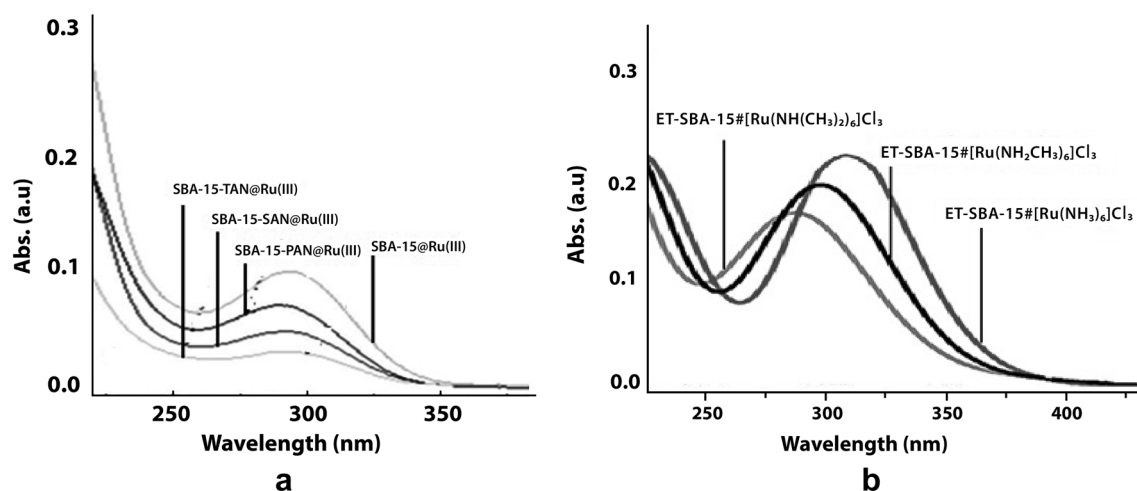 0.3
0.2
0.1
0.0
Abs. (a.u)
SBA-15-TAN@Ru(III)
SBA-15-SAN@Ru(III)
SBA-15-PAN@Ru(III)
SBA-15@Ru(III)
250
300
350
Wavelength (nm)
a
0.3
0.2
0.1
0.0
Abs. (a.u)
ET-SBA-15#[Ru(NH(CH₃)₂)₆]Cl₃
ET-SBA-15#[Ru(NH₂CH₃)₆]Cl₃
ET-SBA-15#[Ru(NH₃)₆]Cl₃
250
300
350
400
Wavelength (nm)
b